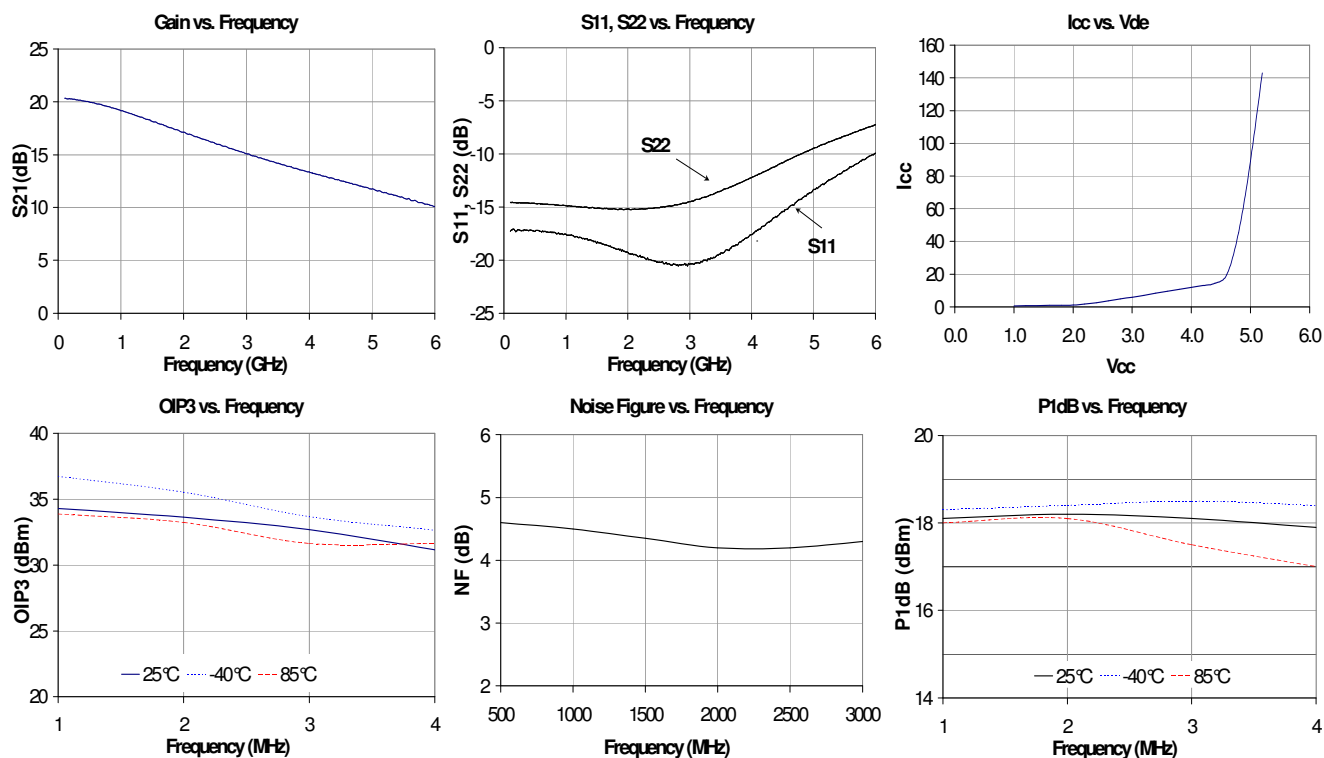 Gain vs. Frequency
25
20
15
10
5
0
S21(dB)
0 1 2 3 4 5 6
Frequency (GHz)
S11, S22 vs. Frequency
0
-5
-10
-15
-20
-25
S11, S22 (dB)
S22
S11
0 1 2 3 4 5 6
Frequency (GHz)
Icc vs. Vde
160
140
120
100
80
60
40
20
0
Icc
0.0 1.0 2.0 3.0 4.0 5.0 6.0
Vcc
OIP3 vs. Frequency
40
35
30
25
20
OIP3 (dBm)
25°C -40°C 85°C
1 2 3 4
Frequency (MHz)
Noise Figure vs. Frequency
6
5
4
3
2
NF (dB)
500 1000 1500 2000 2500 3000
Frequency (MHz)
P1dB vs. Frequency
20
18
16
14
P1dB (dBm)
25°C -40°C 85°C
1 2 3 4
Frequency (MHz)